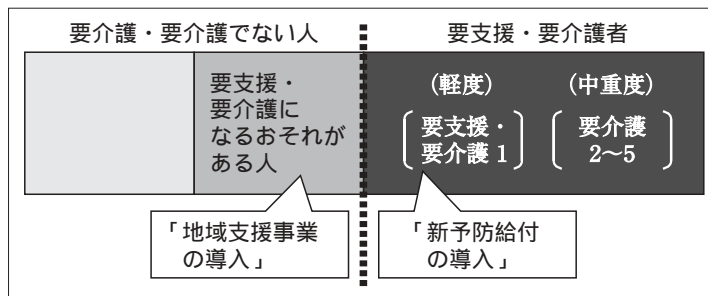 要介護・要介護でない人
要支援・要介護者
要支援・
要介護に
なるおそれが
ある人
(軽度)
要支援・
要介護1
(中重度)
要介護
2〜5
「地域支援事業
の導入」
「新予防給付
の導入」